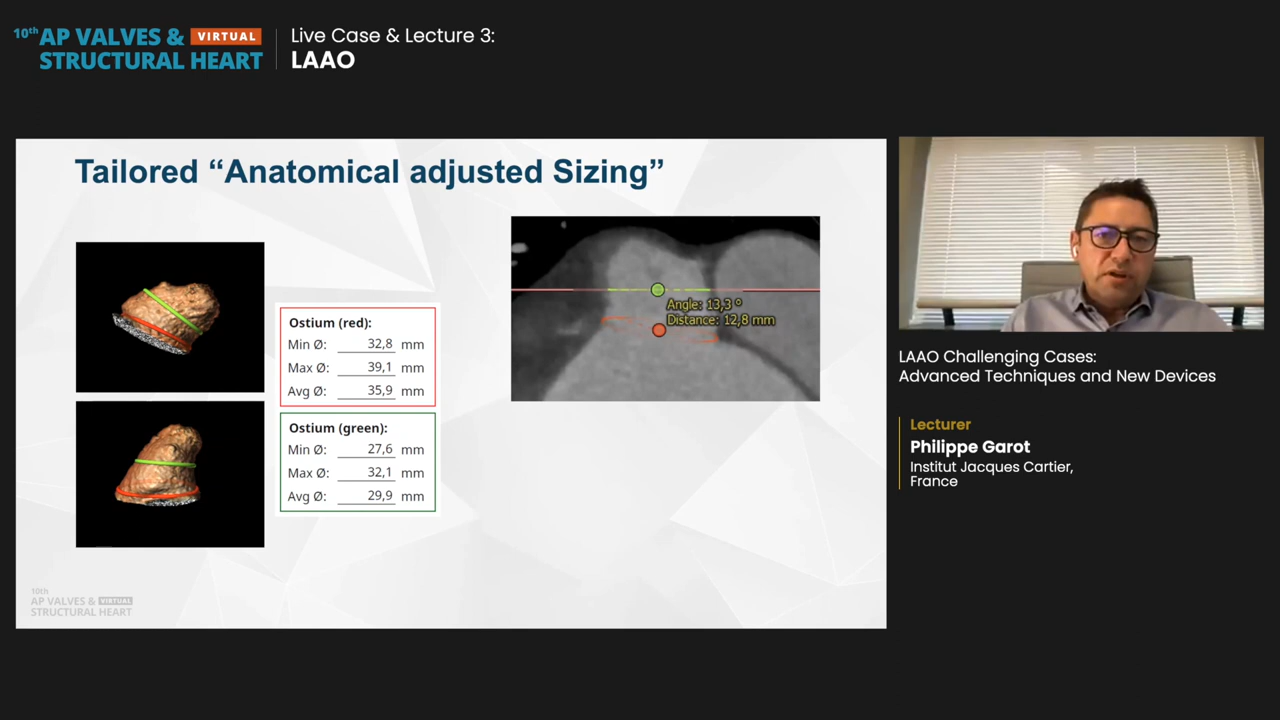 10th AP VALVES & VIRTUAL
STRUCTURAL HEART
Live Case & Lecture 3:
LAAO
Tailored “Anatomical adjusted Sizing”
Ostium (red):
Min Ø: 32,8 mm
Max Ø: 39,1 mm
Avg Ø: 35,9 mm
Ostium (green):
Min Ø: 27,6 mm
Max Ø: 32,1 mm
Avg Ø: 29,9 mm
Angle: 13,3 °
Distance: 12,8 mm
10th
AP VALVES & VIRTUAL
STRUCTURAL HEART
LAAO Challenging Cases:
Advanced Techniques and New Devices
Lecturer
Philippe Garot
Institut Jacques Cartier,
France